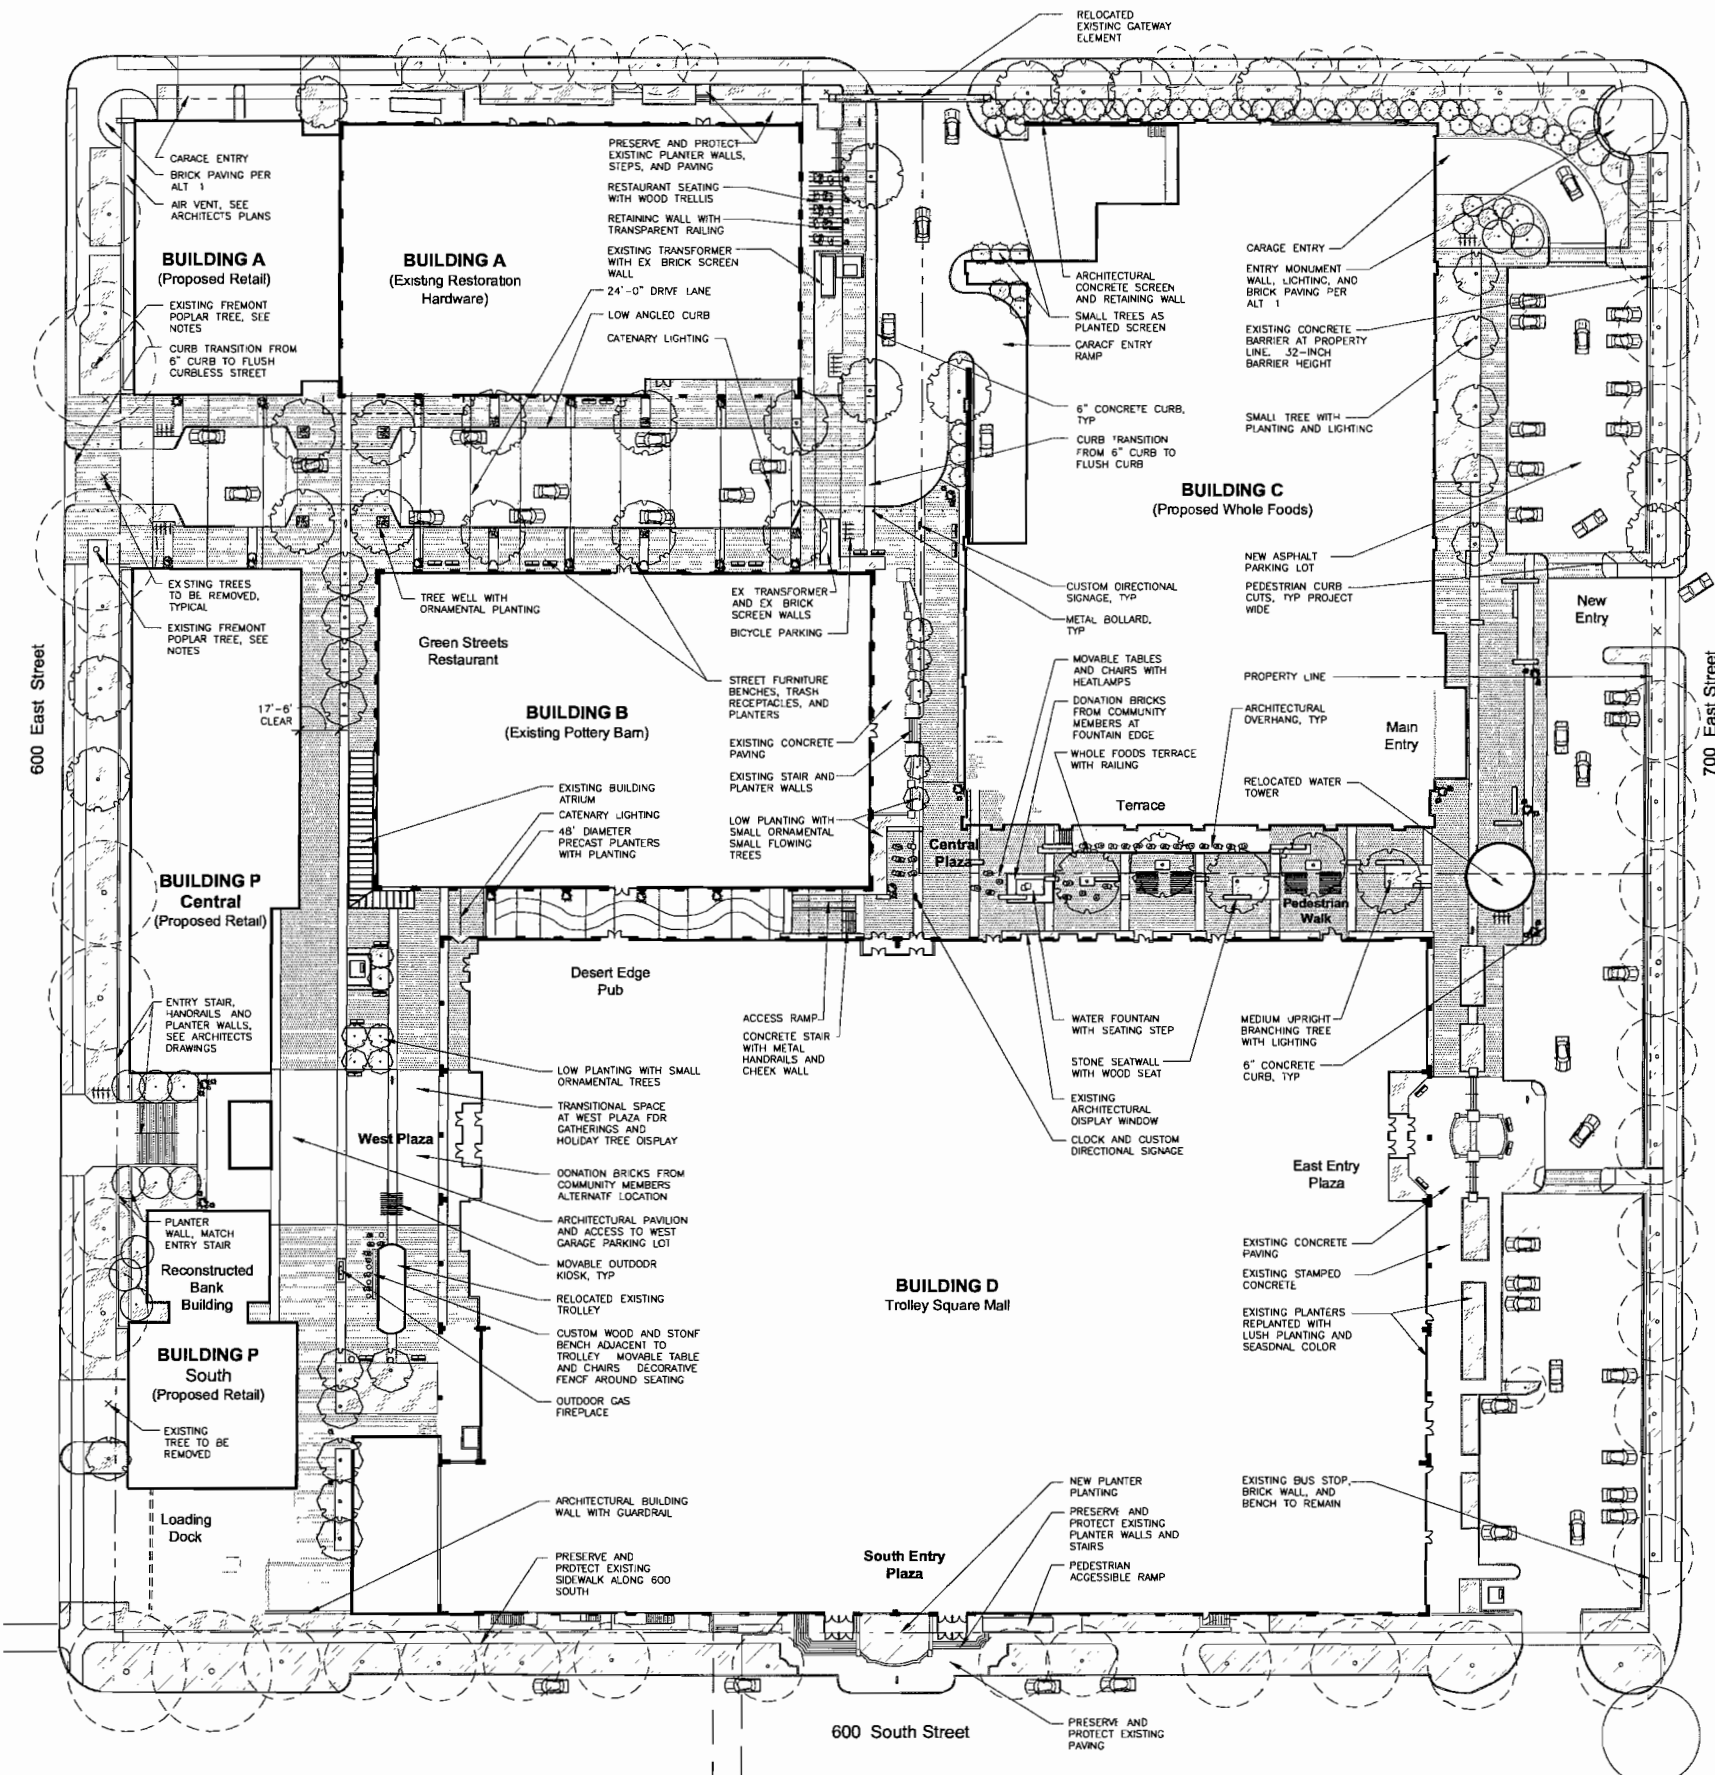 RELOCATED
EXISTING GATEWAY
ELEMENT
GARAGE ENTRY
BRICK PAVING PER
ALT 1
AIR VENT, SEE
ARCHITECTS PLANS
BUILDING A
(Proposed Retail)
EXISTING FREMONT
POPLAR TREE, SEE
NOTES
CURB TRANSITION FROM
6" CURB TO FLUSH
CURBLESS STREET
BUILDING A
(Existing Restoration
Hardware)
PRESERVE AND PROTECT
EXISTING PLANTER WALLS,
STEPS, AND PAVING
RESTAURANT SEATING
WITH WOOD TRELLIS
RETAINING WALL WITH
TRANSPARENT RAILING
EXISTING TRANSFORMER
WITH EX BRICK SCREEN
WALL
24'-0" DRIVE LANE
LOW ANGLED CURB
CATENARY LIGHTING
ARCHITECTURAL
CONCRETE SCREEN
AND RETAINING WALL
SMALL TREES AS
PLANTED SCREEN
GARAGE ENTRY
RAMP
6" CONCRETE CURB,
TYP
CURB TRANSITION
FROM 6" CURB TO
FLUSH CURB
BUILDING C
(Proposed Whole Foods)
GARAGE ENTRY
ENTRY MONUMENT
WALL, LIGHTING, AND
BRICK PAVING PER
ALT 1
EXISTING CONCRETE
BARRIER AT PROPERTY
LINE. 32-INCH
BARRIER HEIGHT
SMALL TREE WITH
PLANTING AND LIGHTING
NEW ASPHALT
PARKING LOT
PEDESTRIAN CURB
CUTS, TYP PROJECT
WIDE
New
Entry
PROPERTY LINE
ARCHITECTURAL
OVERHANG, TYP
Main
Entry
RELOCATED WATER
TOWER
700 East Street
600 East Street
EXSTING TREES
TO BE REMOVED,
TYPICAL
EXISTING FREMONT
POPLAR TREE, SEE
NOTES
17'-6"
CLEAR
TREE WELL WITH
ORNAMENTAL PLANTING
Green Streets
Restaurant
EX TRANSFORMER
AND EX BRICK
SCREEN WALLS
BICYCLE PARKING
STREET FURNITURE
BENCHES, TRASH
RECEPTACLES, AND
PLANTERS
BUILDING B
(Existing Pottery Barn)
EXISTING CONCRETE
PAVING
EXISTING STAIR AND
PLANTER WALLS
LOW PLANTING WITH
SMALL ORNAMENTAL
SMALL FLOWING
TREES
EXISTING BUILDING
ATRIUM
CATENARY LIGHTING
48' DIAMETER
PRECAST PLANTERS
WITH PLANTING
CUSTOM DIRECTIONAL
SIGNAGE, TYP
METAL BOLLARD,
TYP
MOVABLE TABLES
AND CHAIRS WITH
HEATLAMPS
DONATION BRICKS
FROM COMMUNITY
MEMBERS AT
FOUNTAIN EDGE
WHOLE FOODS TERRACE
WITH RAILING
Terrace
Central
Plaza
Pedestrian
Walk
BUILDING P
Central
(Proposed Retail)
ENTRY STAIR,
HANDRAILS AND
PLANTER WALLS,
SEE ARCHITECTS
DRAWINGS
Desert Edge
Pub
ACCESS RAMP
CONCRETE STAIR
WITH METAL
HANDRAILS AND
CHEEK WALL
WATER FOUNTAIN
WITH SEATING STEP
STONE SEATWALL
WITH WOOD SEAT
EXISTING
ARCHITECTURAL
DISPLAY WINDOW
CLOCK AND CUSTOM
DIRECTIONAL SIGNAGE
MEDIUM UPRIGHT
BRANCHING TREE
WITH LIGHTING
6" CONCRETE
CURB, TYP
LOW PLANTING WITH SMALL
ORNAMENTAL TREES
TRANSITIONAL SPACE
AT WEST PLAZA FOR
GATHERINGS AND
HOLIDAY TREE DISPLAY
West Plaza
DONATION BRICKS FROM
COMMUNITY MEMBERS
ALTERNATE LOCATION
ARCHITECTURAL PAVILION
AND ACCESS TO WEST
GARAGE PARKING LOT
MOVABLE OUTDOOR
KIOSK, TYP
RELOCATED EXISTING
TROLLEY
CUSTOM WOOD AND STONE
BENCH ADJACENT TO
TROLLEY MOVABLE TABLE
AND CHAIRS DECORATIVE
FENCE AROUND SEATING
OUTDOOR GAS
FIREPLACE
PLANTER
WALL, MATCH
ENTRY STAIR
Reconstructed
Bank
Building
BUILDING P
South
(Proposed Retail)
EXISTING
TREE TO BE
REMOVED
Loading
Dock
BUILDING D
Trolley Square Mall
East Entry
Plaza
EXISTING CONCRETE
PAVING
EXISTING STAMPED
CONCRETE
EXISTING PLANTERS
REPLANTED WITH
LUSH PLANTING AND
SEASONAL COLOR
EXISTING BUS STOP,
BRICK WALL, AND
BENCH TO REMAIN
ARCHITECTURAL BUILDING
WALL WITH GUARDRAIL
PRESERVE AND
PROTECT EXISTING
SIDEWALK ALONG 600
SOUTH
South Entry
Plaza
NEW PLANTER
PLANTING
PRESERVE AND
PROTECT EXISTING
PLANTER WALLS AND
STAIRS
PEDESTRIAN
ACCESSIBLE RAMP
600 South Street
PRESERVE AND
PROTECT EXISTING
PAVING